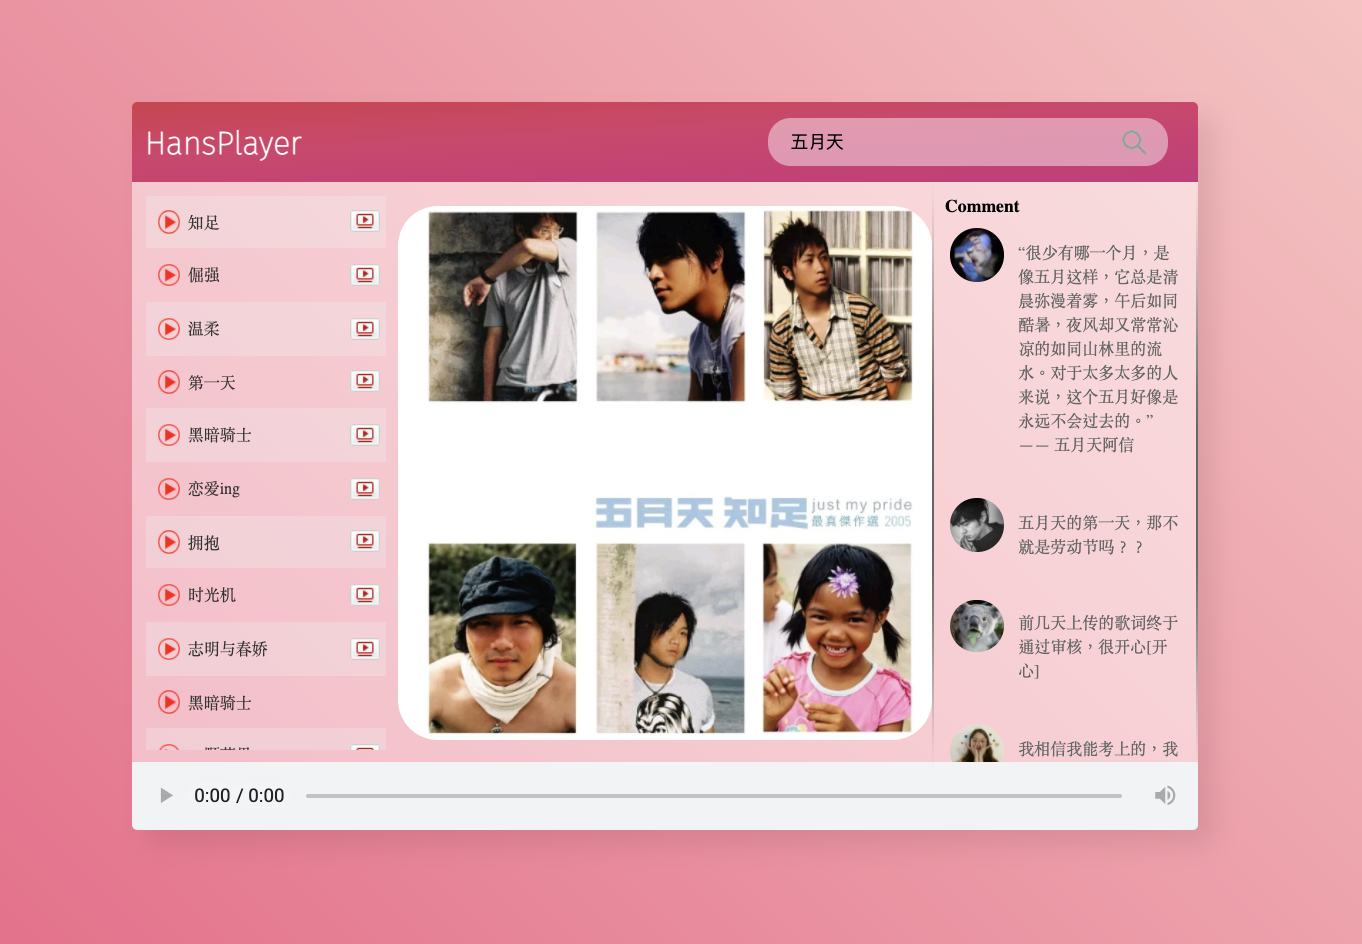 HansPlayer
五月天
知足
倔强
温柔
第一天
黑暗骑士
恋爱ing
拥抱
时光机
志明与春娇
黑暗骑士
五月天 知足 just my pride
最真傑作選 2005
Comment
“很少有哪一个月，是
像五月这样，它总是清
晨弥漫着雾，午后如同
酷暑，夜风却又常常沁
凉的如同山林里的流
水。对于太多太多的人
来说，这个五月好像是
永远不会过去的。”
—— 五月天阿信
五月天的第一天，那不
就是劳动节吗？？
前几天上传的歌词终于
通过审核，很开心[开
心]
我相信我能考上的，我
0:00 / 0:00